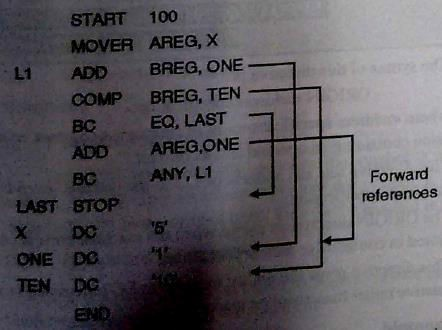 START 100
MOVER AREG, X
L1 ADD BREG, ONE
COMP BREG, TEN
BC EQ, LAST
ADD AREG,ONE
BC ANY, L1
LAST STOP
X DC '5'
ONE DC '1'
TEN DC
END
Forward
references